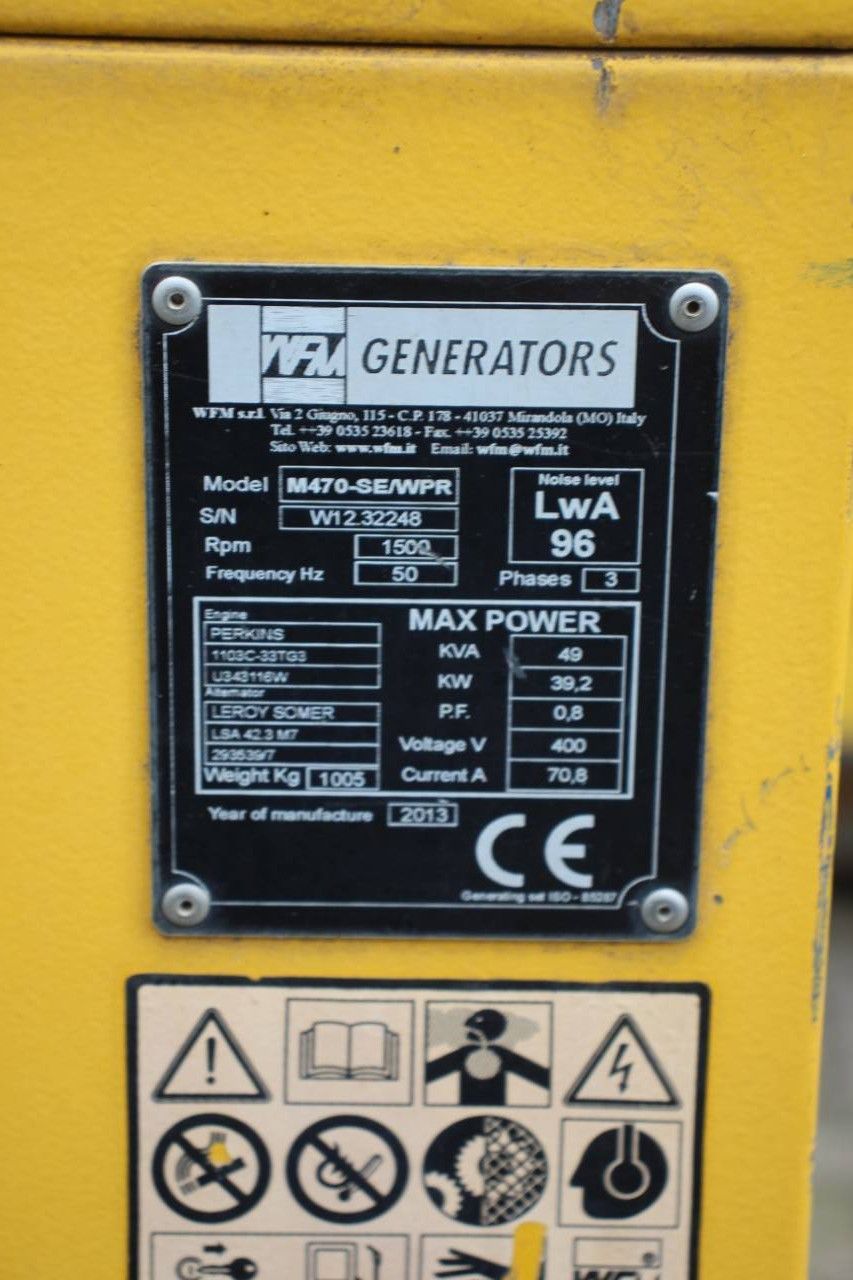 WFM GENERATORS
WFM s.r.l. Via 2 Giugno, 115 - C.P. 178 - 41037 Mirandola (MO) Italy
Tel. ++39 0535 23618 - Fax. ++39 0535 25392
Sito Web: www.wfm.it Email: wfm@wfm.it
Model M470-SE/WPR
S/N W12.32248
Rpm 1500
Frequency Hz 50
Noise level
LwA
96
Phases 3
Engine
PERKINS
1103C-33TG3
U343116W
Alternator
LEROY SOMER
LSA 42.3 M7
293539/7
Weight Kg 1005
MAX POWER
KVA 49
KW 39,2
P.F. 0,8
Voltage V 400
Current A 70,8
Year of manufacture 2013
CE
Generating set ISO -
WFM